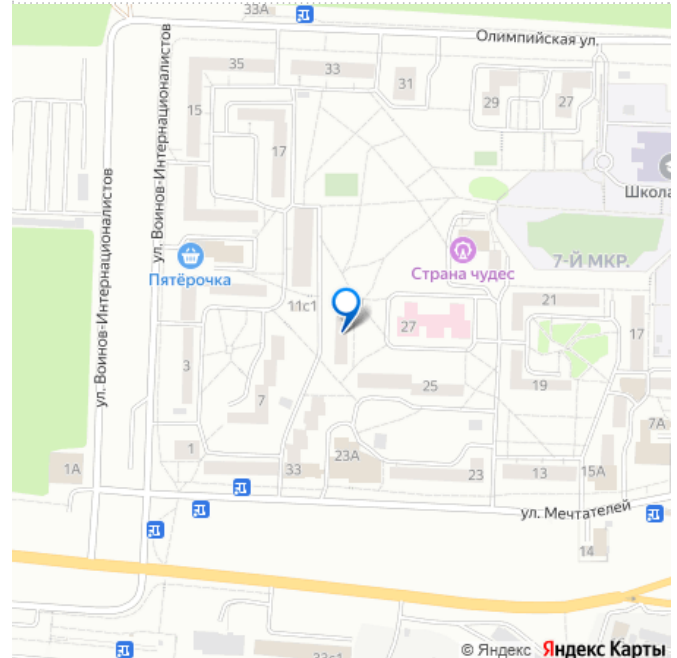 33А
Олимпийская ул.
35
33
31
29
27
15
17
Школа
ул. Воинов-Интернационалистов
ул. Воинов-Интернационалистов
Пятёрочка
Страна чудес
7-Й МКР.
11с1
27
21
17
3
7
25
19
7А
1
1А
33
23А
23
13
15А
ул. Мечтателей
14
33с1
© Яндекс Яндекс Карты